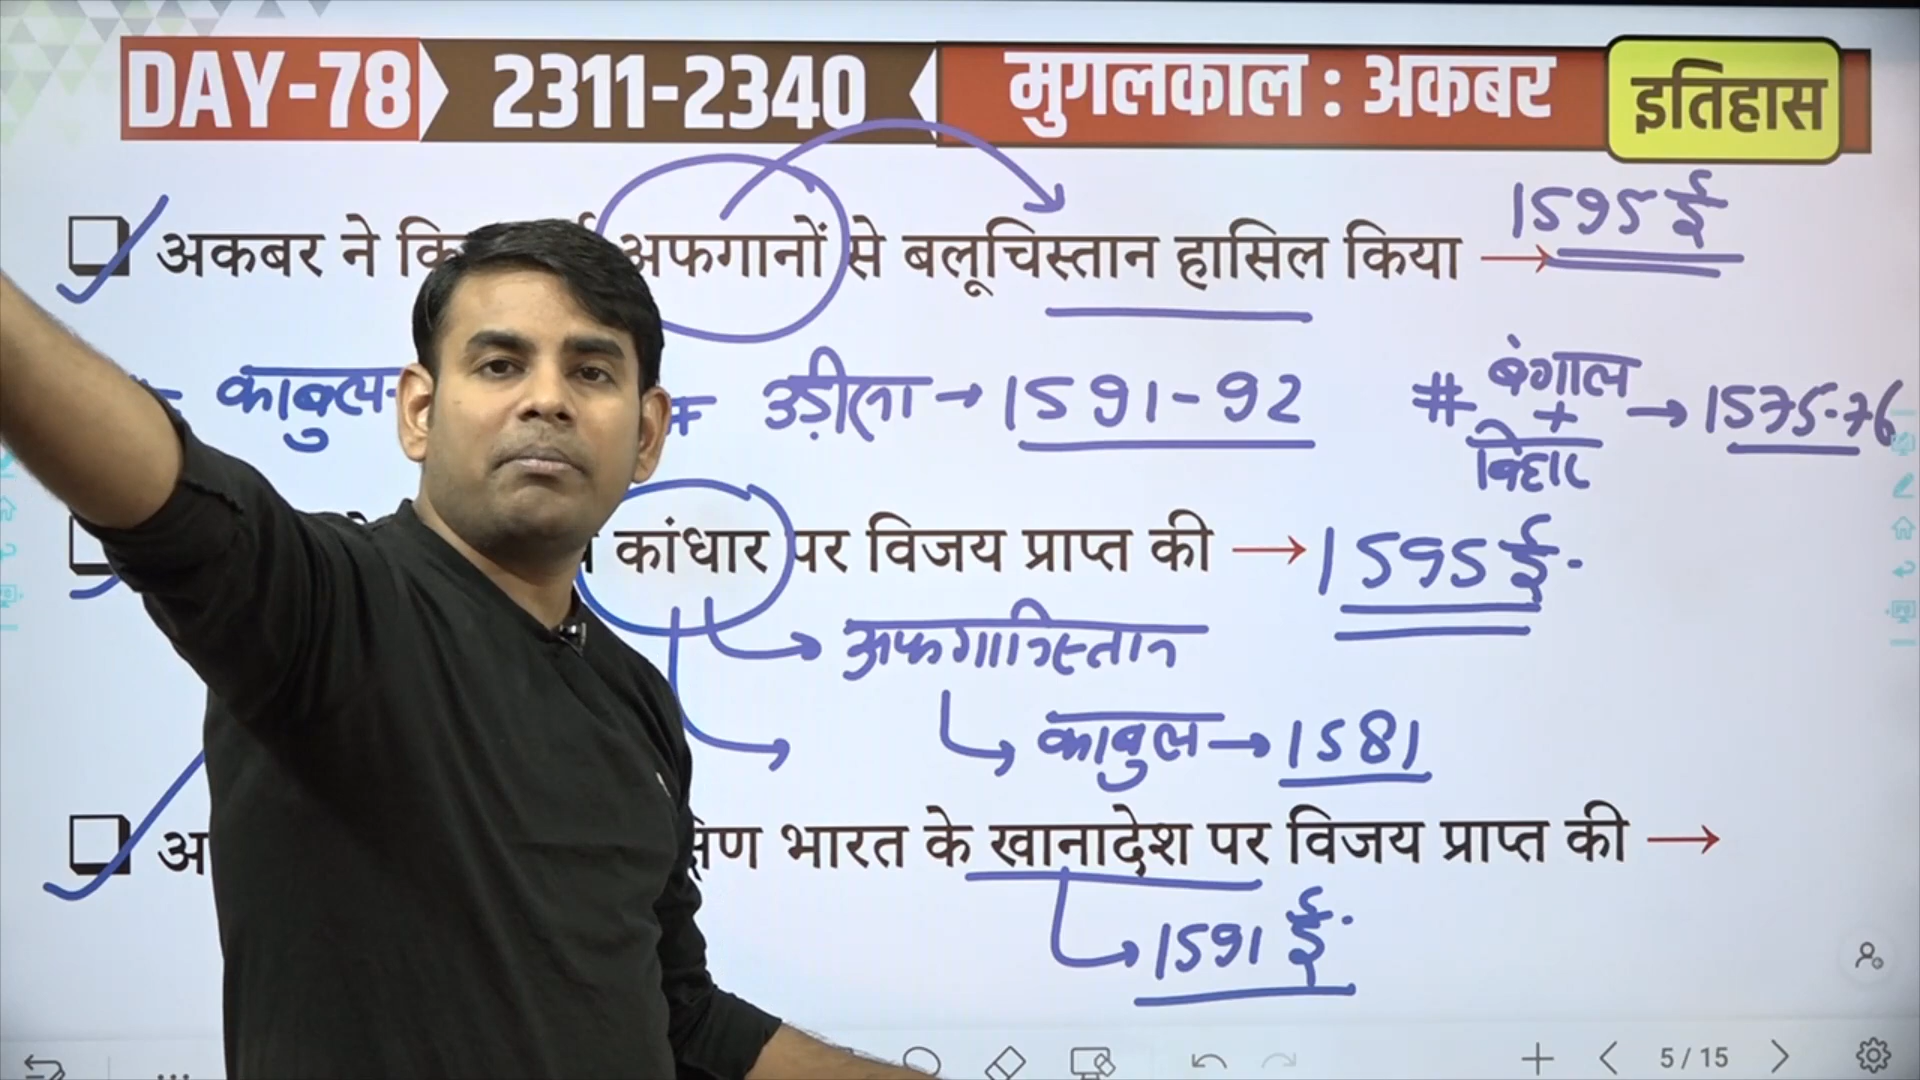 DAY-78 2311-2340 मुगलकाल : अकबर इतिहास
1595 ई
अकबर ने अफगानों से बलूचिस्तान हासिल किया →
काबुल # उड़ीसा → 1591-92 # बंगाल + बिहार → 1575-76
कांधार पर विजय प्राप्त की → 1595 ई.
अफगानिस्तान
काबुल → 1581
भारत के खानादेश पर विजय प्राप्त की →
1591 ई.
5 / 15